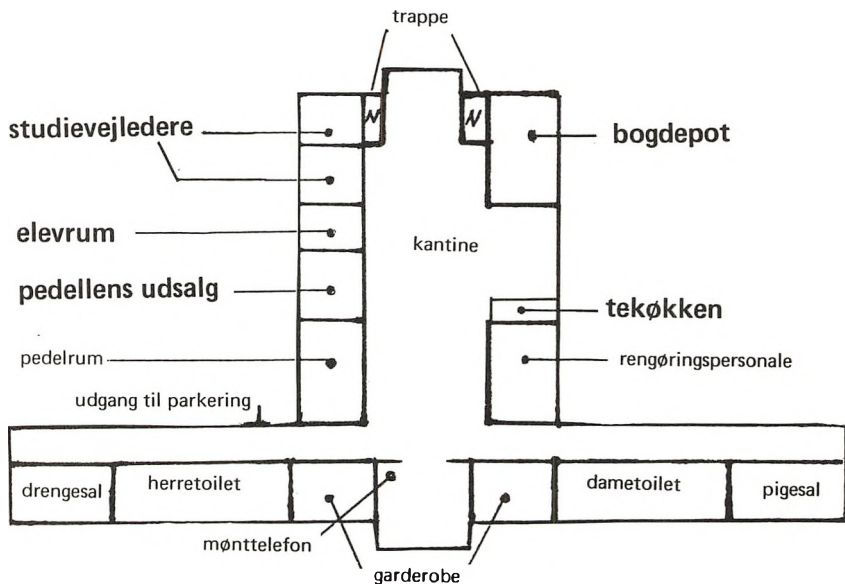 trappe
studievejledere
bogdepot
elevrum
kantine
pedellens udsalg
tekøkken
pedelrum
rengøringspersonale
udgang til parkering
drengesal
herretoilet
dametoilet
pigesal
mønttelefon
garderobe